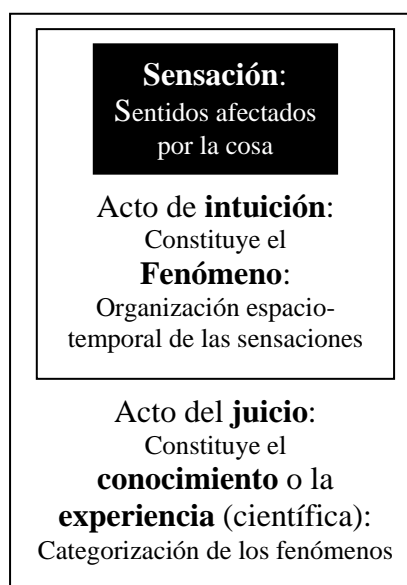 Sensación:
Sentidos afectados
por la cosa
Acto de intuición:
Constituye el
Fenómeno:
Organización espacio-
temporal de las sensaciones
Acto del juicio:
Constituye el
conocimiento o la
experiencia (científica):
Categorización de los fenómenos